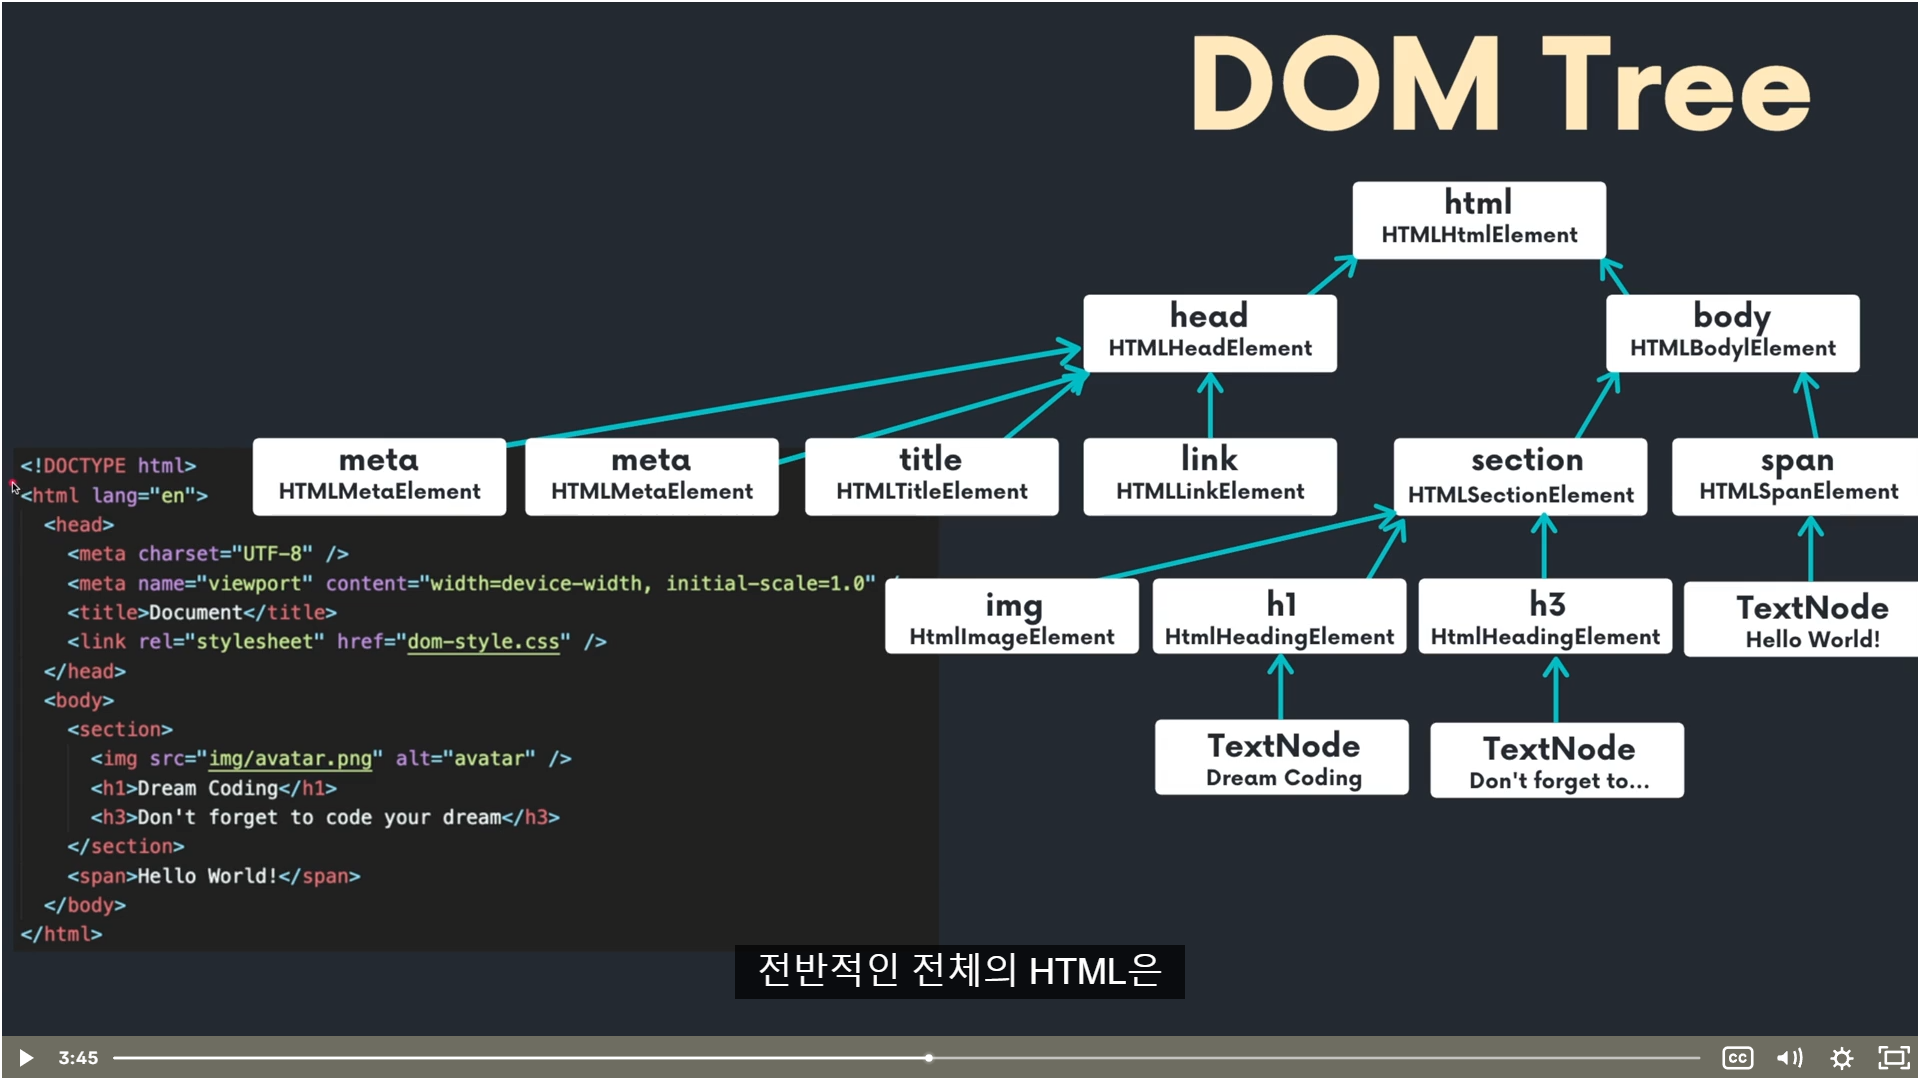 DOM Tree
html
HTMLHtmlElement
head
HTMLHeadElement
body
HTMLBodylElement
meta
HTMLMetaElement
meta
HTMLMetaElement
title
HTMLTitleElement
link
HTMLLinkElement
section
HTMLSectionElement
span
HTMLSpanElement
img
HtmlImageElement
h1
HtmlHeadingElement
h3
HtmlHeadingElement
TextNode
Hello World!
TextNode
Dream Coding
TextNode
Don't forget to...
<!DOCTYPE html>
<html lang="en">
<head>
<meta charset="UTF-8" />
<meta name="viewport" content="width=device-width, initial-scale=1.0" /
<title>Document</title>
<link rel="stylesheet" href="dom-style.css" />
</head>
<body>
<section>
<img src="img/avatar.png" alt="avatar" />
<h1>Dream Coding</h1>
<h3>Don't forget to code your dream</h3>
</section>
<span>Hello World!</span>
</body>
</html>
전반적인 전체의 HTML은
3:45
CC